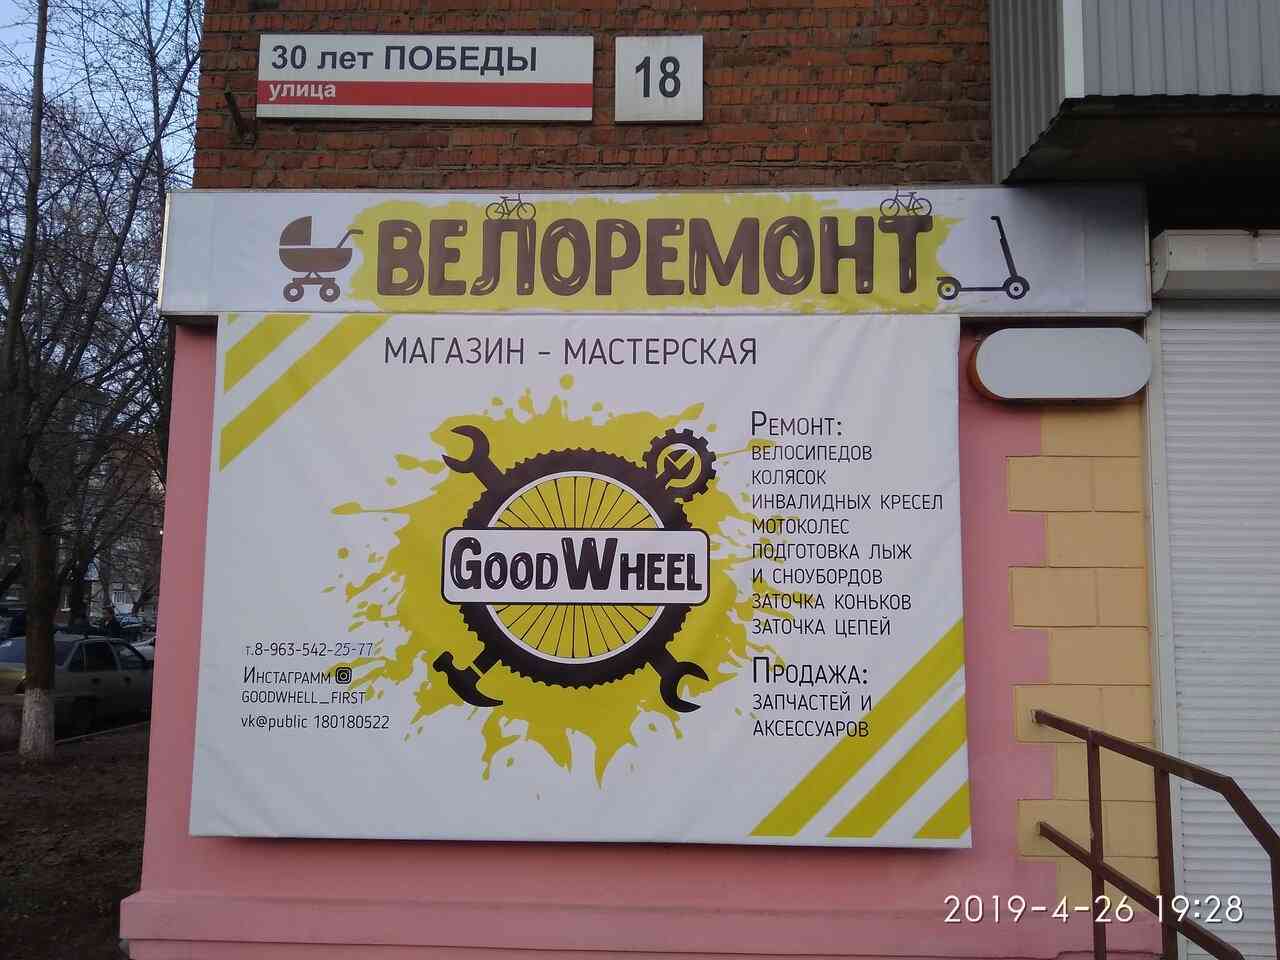 30 лет ПОБЕДЫ
улица
18
ВЕЛОРЕМОНТ
МАГАЗИН - МАСТЕРСКАЯ
GOODWHEEL
т.8-963-542-25-77
ИНСТАГРАММ
GOODWHELL_FIRST
vk@public 180180522
РЕМОНТ:
ВЕЛОСИПЕДОВ
КОЛЯСОК
ИНВАЛИДНЫХ КРЕСЕЛ
МОТОКОЛЕС
ПОДГОТОВКА ЛЫЖ
И СНОУБОРДОВ
ЗАТОЧКА КОНЬКОВ
ЗАТОЧКА ЦЕПЕЙ
ПРОДАЖА:
ЗАПЧАСТЕЙ И
АКСЕССУАРОВ
2019-4-26 19:28